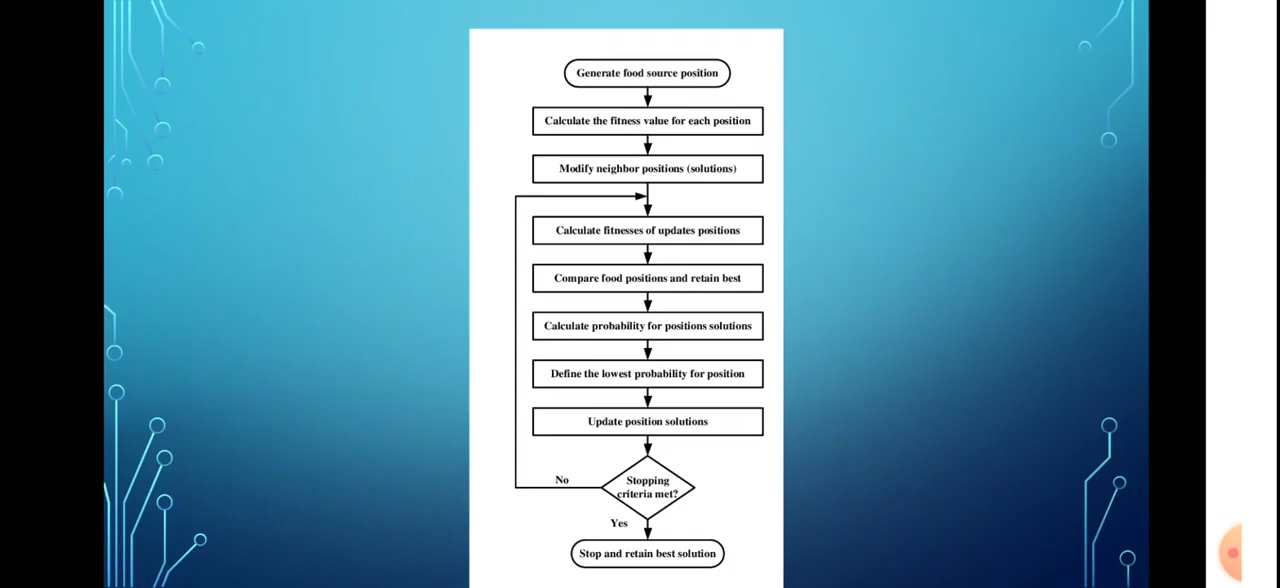 Generate food source position
Calculate the fitness value for each position
Modify neighbor positions (solutions)
Calculate fitnesses of updates positions
Compare food positions and retain best
Calculate probability for positions solutions
Define the lowest probability for position
Update position solutions
Stopping
criteria met?
No
Yes
Stop and retain best solution